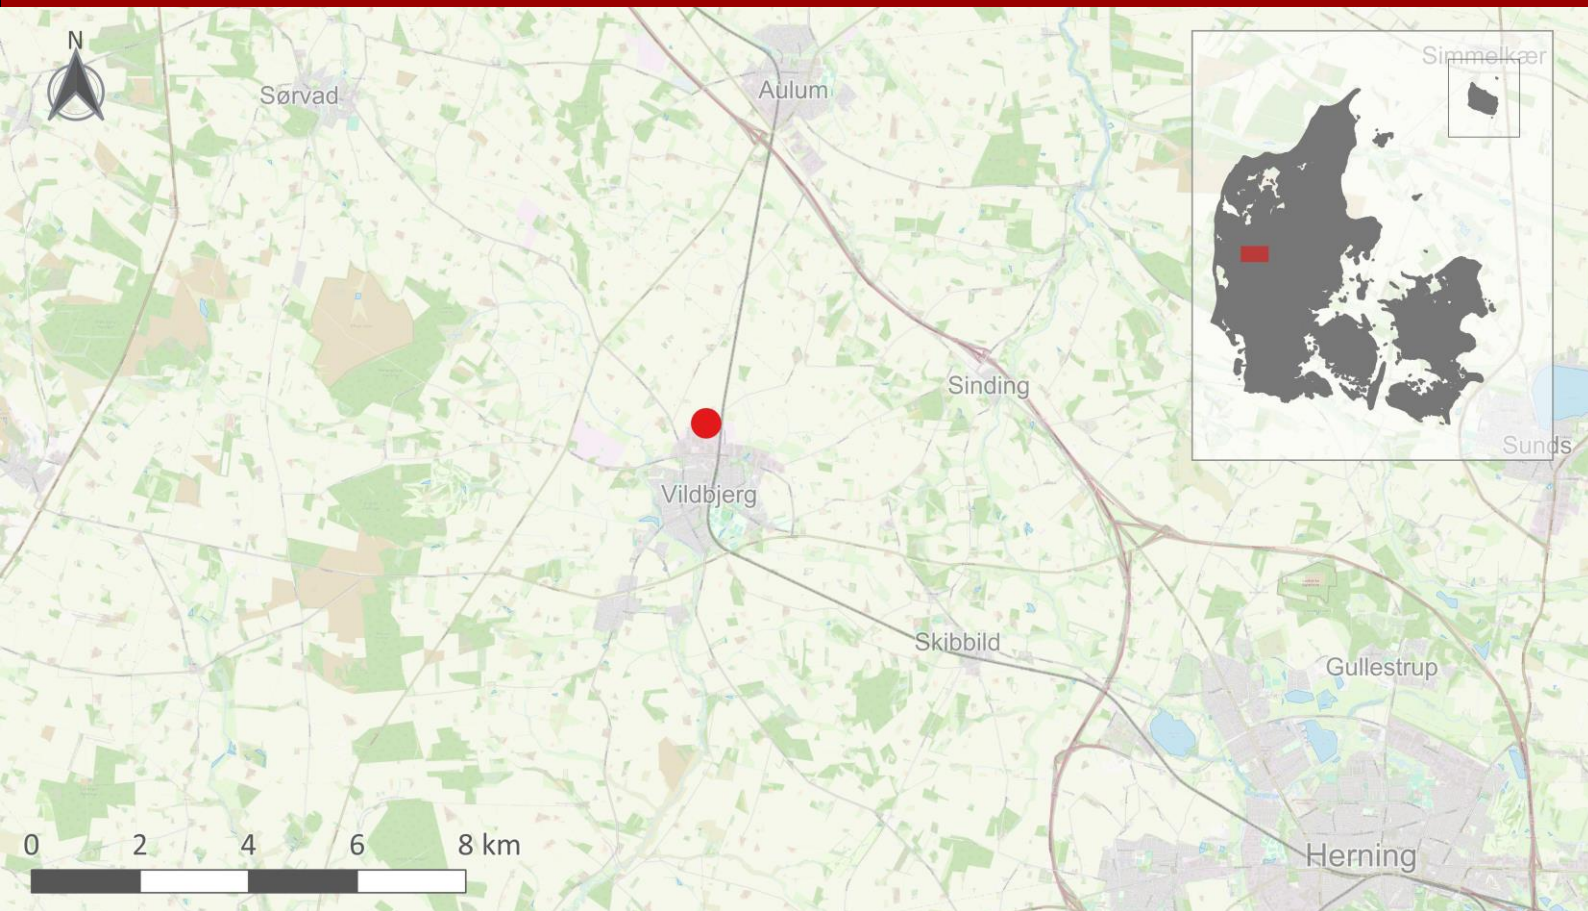 N
Sørvad
Aulum
Simmelkær
Sinding
Sunds
Vildbjerg
Skibbild
Gullestrup
Herning
0 2 4 6 8 km